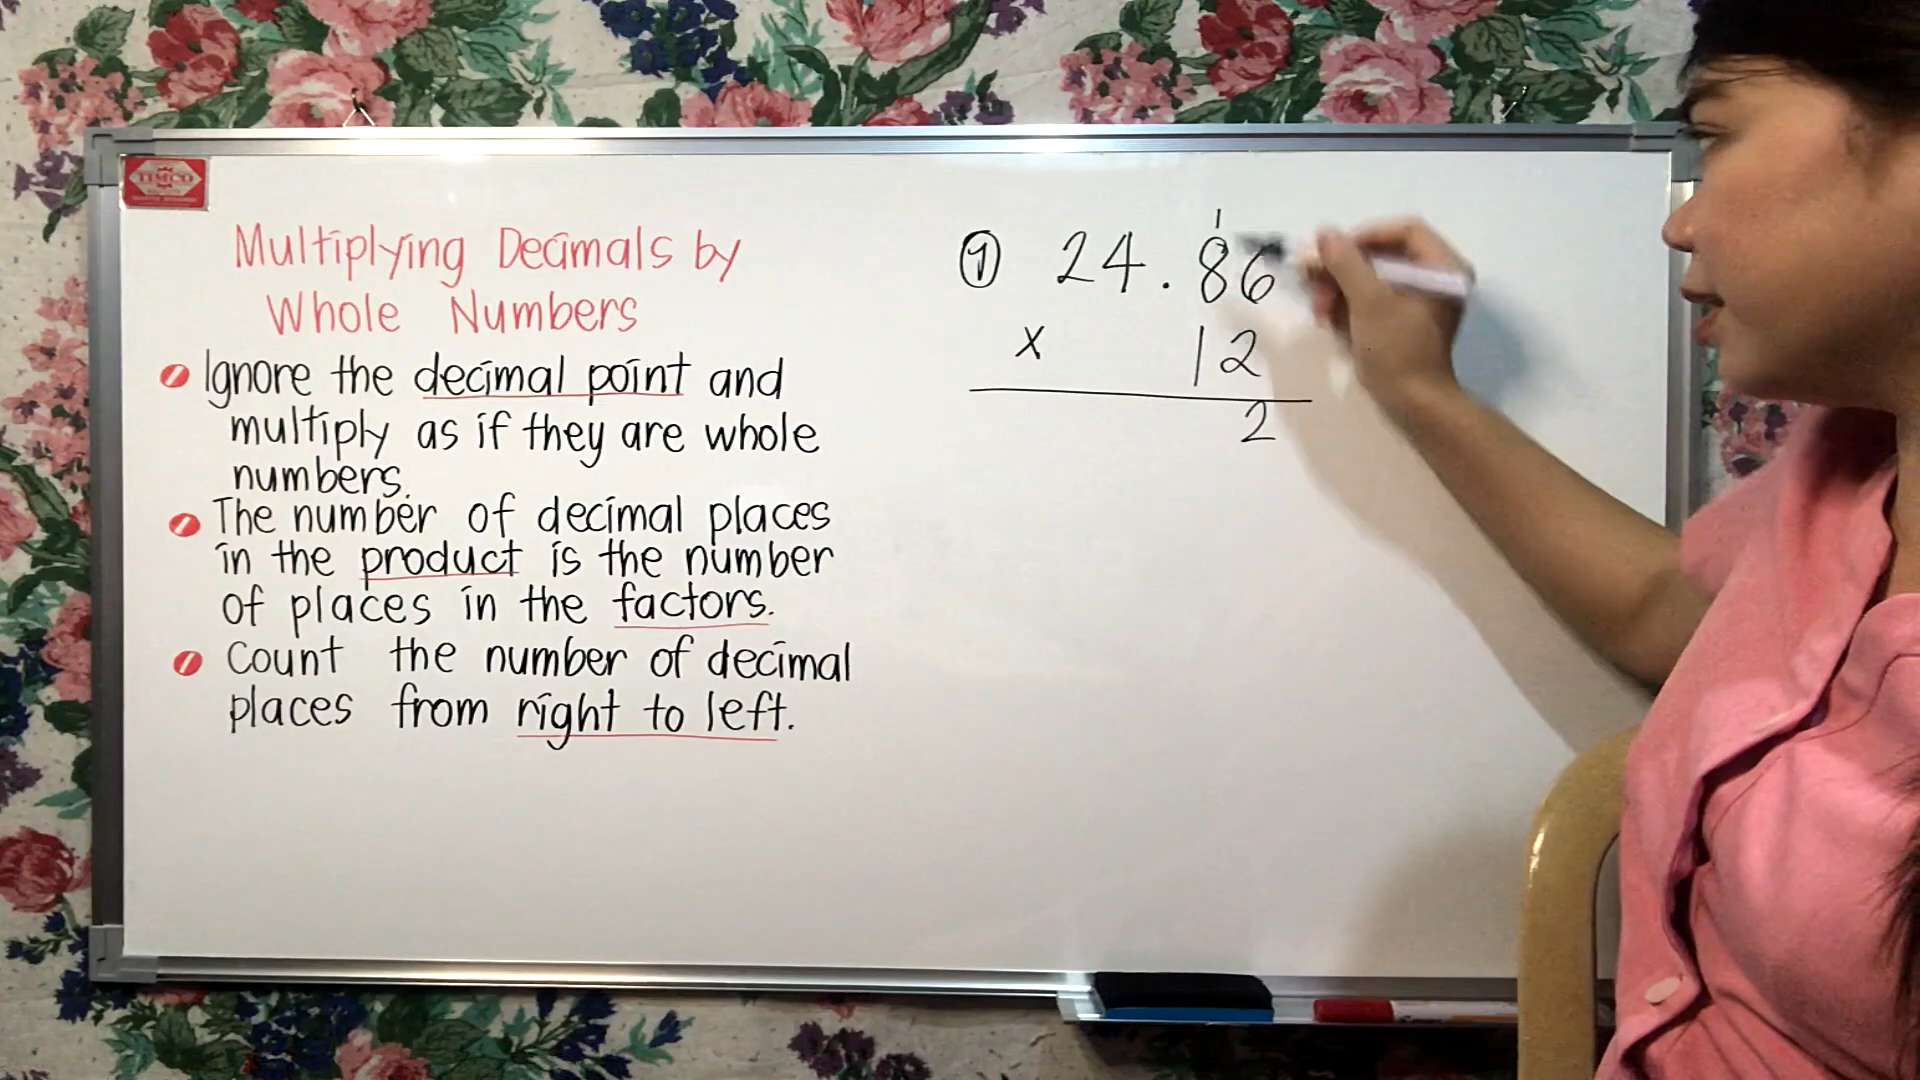 TIMCO
Multiplying Decimals by
Whole Numbers
Ignore the decimal point and
multiply as if they are whole
numbers.
The number of decimal places
in the product is the number
of places in the factors.
Count the number of decimal
places from right to left.
1
① 24.86
x 12
2